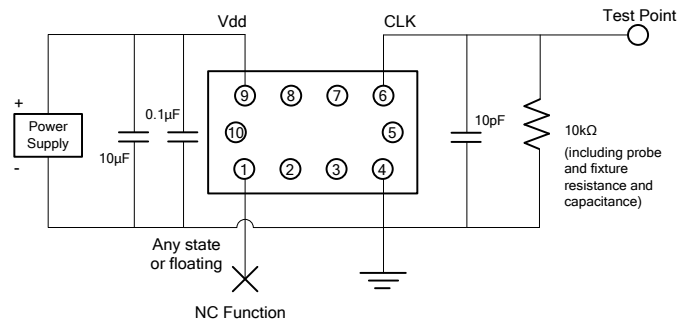 Vdd
CLK
Test Point
+
Power
Supply
-
10µF
0.1µF
9
8
7
6
10
5
1
2
3
4
10pF
10kΩ
(including probe
and fixture
resistance and
capacitance)
Any state
or floating
NC Function